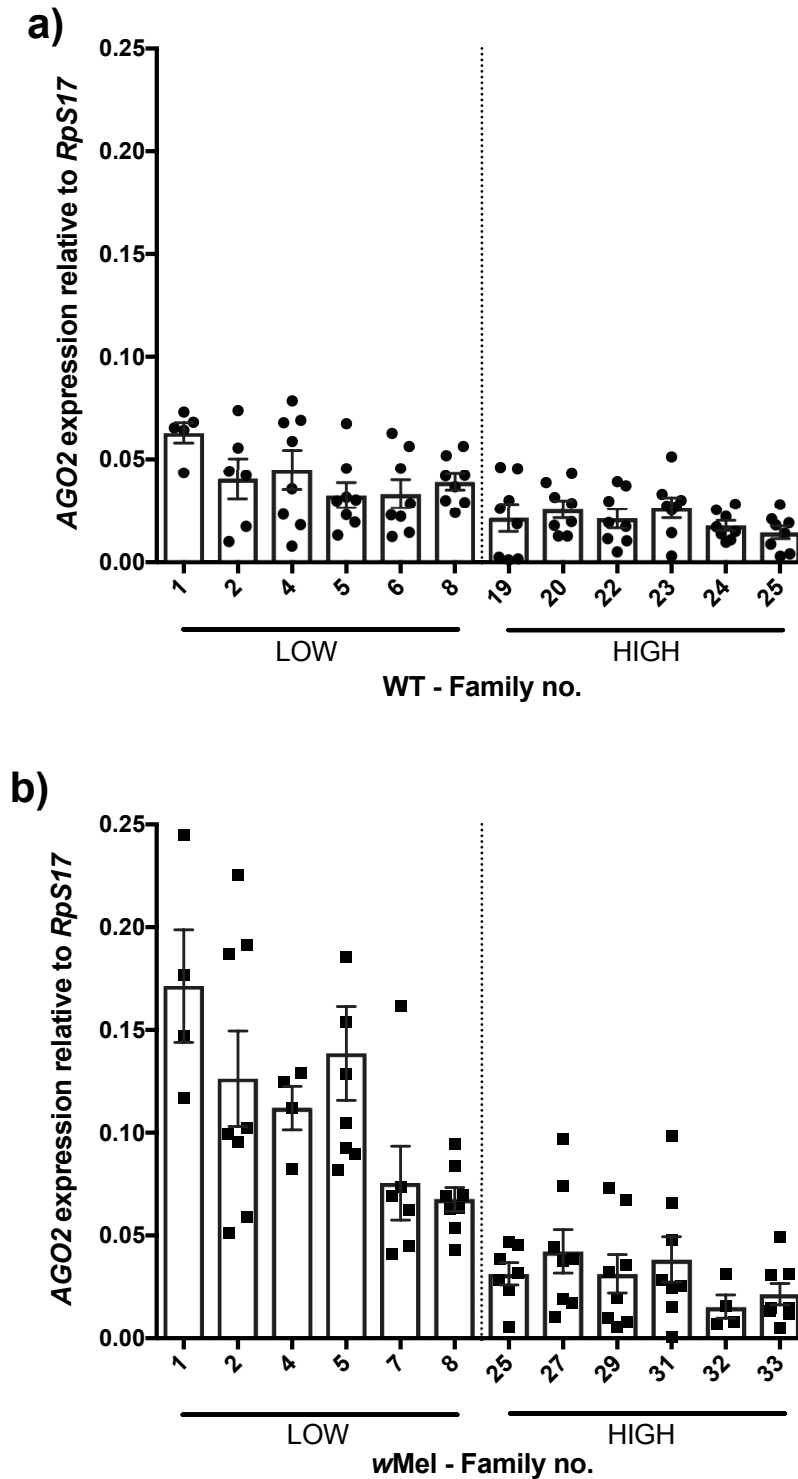 a)
AGO2 expression relative to RpS17
0.25
0.20
0.15
0.10
0.05
0.00
1 2 4 5 6 8 19 20 22 23 24 25
LOW HIGH
WT - Family no.
b)
AGO2 expression relative to RpS17
0.25
0.20
0.15
0.10
0.05
0.00
1 2 4 5 7 8 25 27 29 31 32 33
LOW HIGH
wMel - Family no.